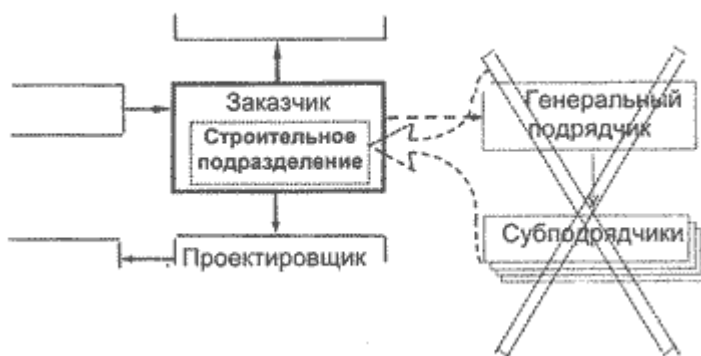 Заказчик
Строительное
подразделение
Генеральный
подрядчик
Субподрядчики
Проектировщик